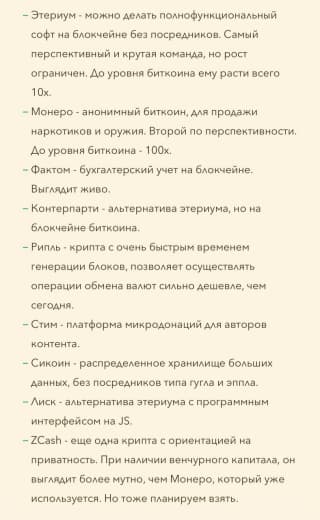 – Этериум - можно делать полнофункциональный
софт на блокчейне без посредников. Самый
перспективный и крутая команда, но рост
ограничен. До уровня биткоина ему расти всего
10х.
– Монеро - анонимный биткоин, для продажи
наркотиков и оружия. Второй по перспективности.
До уровня биткоина - 100х.
– Фактом - бухгалтерский учет на блокчейне.
Выглядит живо.
– Контерпарти - альтернатива этериума, но на
блокчейне биткоина.
– Рипль - крипта с очень быстрым временем
генерации блоков, позволяет осуществлять
операции обмена валют сильно дешевле, чем
сегодня.
– Стим - платформа микродонаций для авторов
контента.
– Сикоин - распределенное хранилище больших
данных, без посредников типа гугла и эппла.
– Лиск - альтернатива этериума с программным
интерфейсом на JS.
– ZCash - еще одна крипта с ориентацией на
приватность. При наличии венчурного капитала, он
выглядит более мутно, чем Монеро, который уже
используется. Но тоже планируем взять.